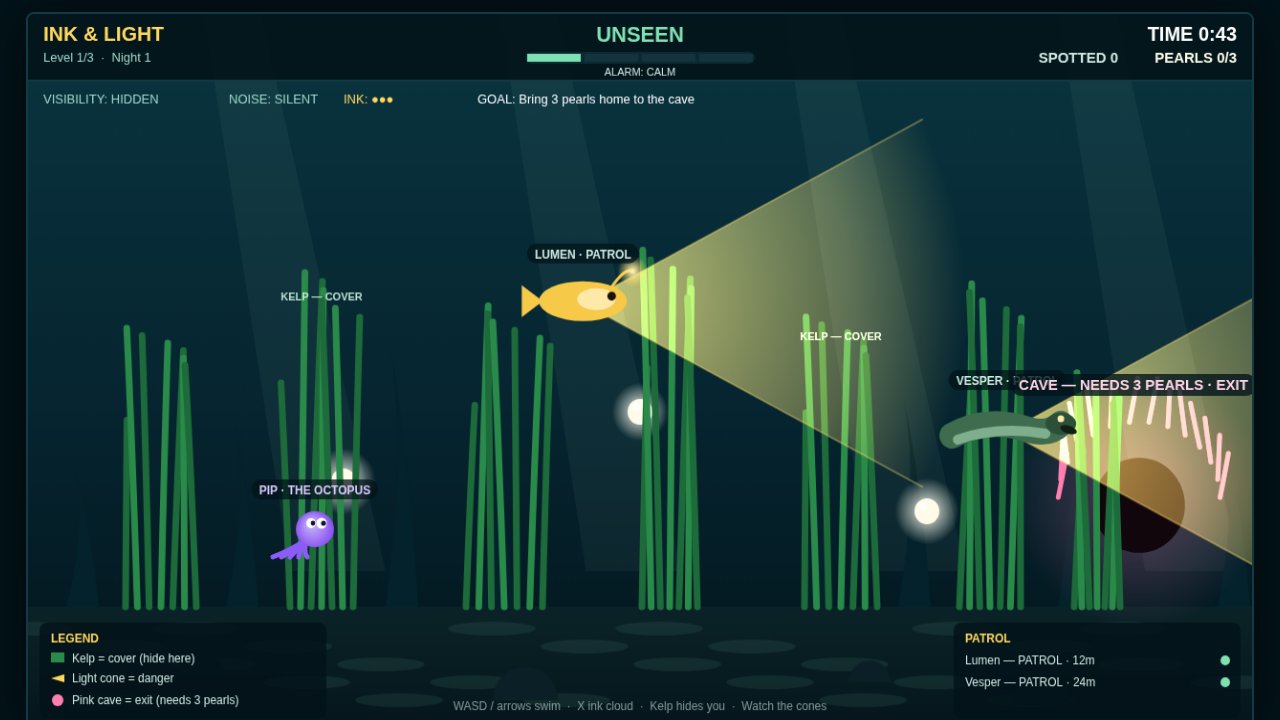 INK & LIGHT
Level 1/3 · Night 1
UNSEEN
ALARM: CALM
TIME 0:43
SPOTTED 0
PEARLS 0/3
VISIBILITY: HIDDEN
NOISE: SILENT
INK: ●●●
GOAL: Bring 3 pearls home to the cave
LUMEN · PATROL
KELP — COVER
KELP — COVER
VESPER · PATROL
CAVE — NEEDS 3 PEARLS · EXIT
PIP · THE OCTOPUS
LEGEND
Kelp = cover (hide here)
Light cone = danger
Pink cave = exit (needs 3 pearls)
PATROL
Lumen — PATROL · 12m
Vesper — PATROL · 24m
WASD / arrows swim · X ink cloud · Kelp hides you · Watch the cones